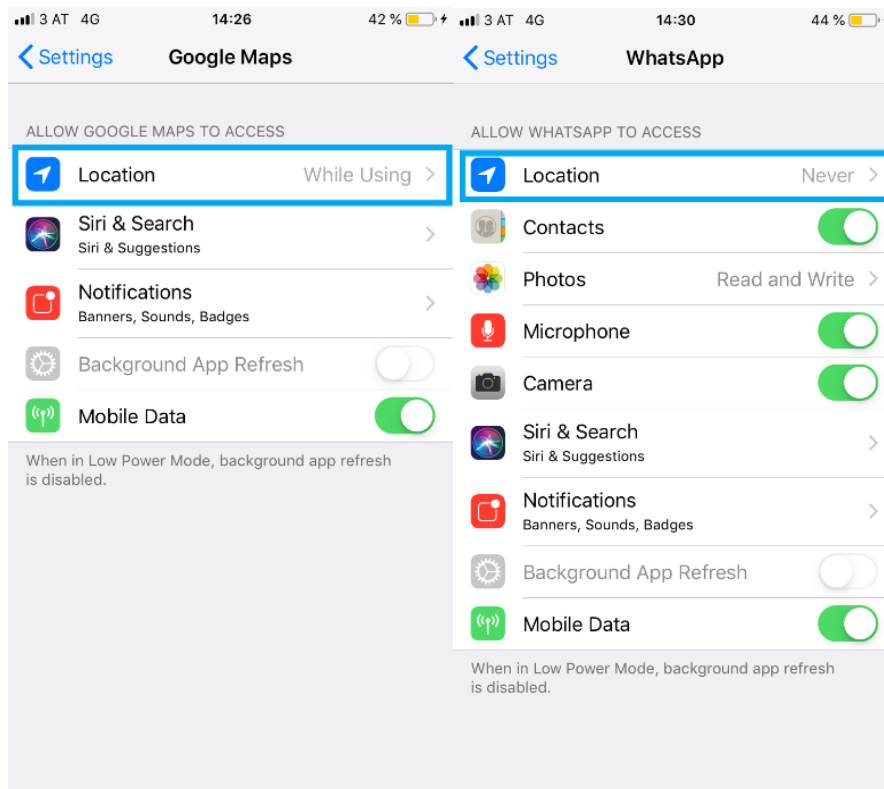 3 AT 4G 14:26 42 %
Settings Google Maps
ALLOW GOOGLE MAPS TO ACCESS
Location While Using
Siri & Search
Siri & Suggestions
Notifications
Banners, Sounds, Badges
Background App Refresh
Mobile Data
When in Low Power Mode, background app refresh
is disabled.
3 AT 4G 14:30 44 %
Settings WhatsApp
ALLOW WHATSAPP TO ACCESS
Location Never
Contacts
Photos Read and Write
Microphone
Camera
Siri & Search
Siri & Suggestions
Notifications
Banners, Sounds, Badges
Background App Refresh
Mobile Data
When in Low Power Mode, background app refresh
is disabled.